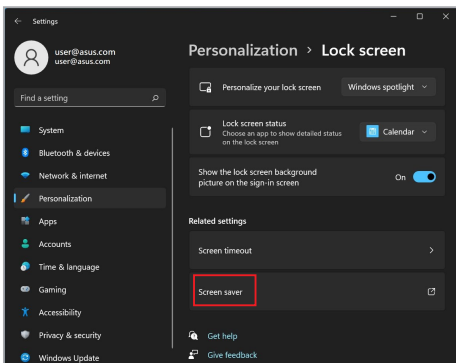 Settings
user@asus.com
user@asus.com
Find a setting
System
Bluetooth & devices
Network & internet
Personalization
Apps
Accounts
Time & language
Gaming
Accessibility
Privacy & security
Windows Update
Personalization > Lock screen
Personalize your lock screen
Windows spotlight
Lock screen status
Choose an app to show detailed status
on the lock screen
Calendar
Show the lock screen background
picture on the sign-in screen
On
Related settings
Screen timeout
Screen saver
Get help
Give feedback